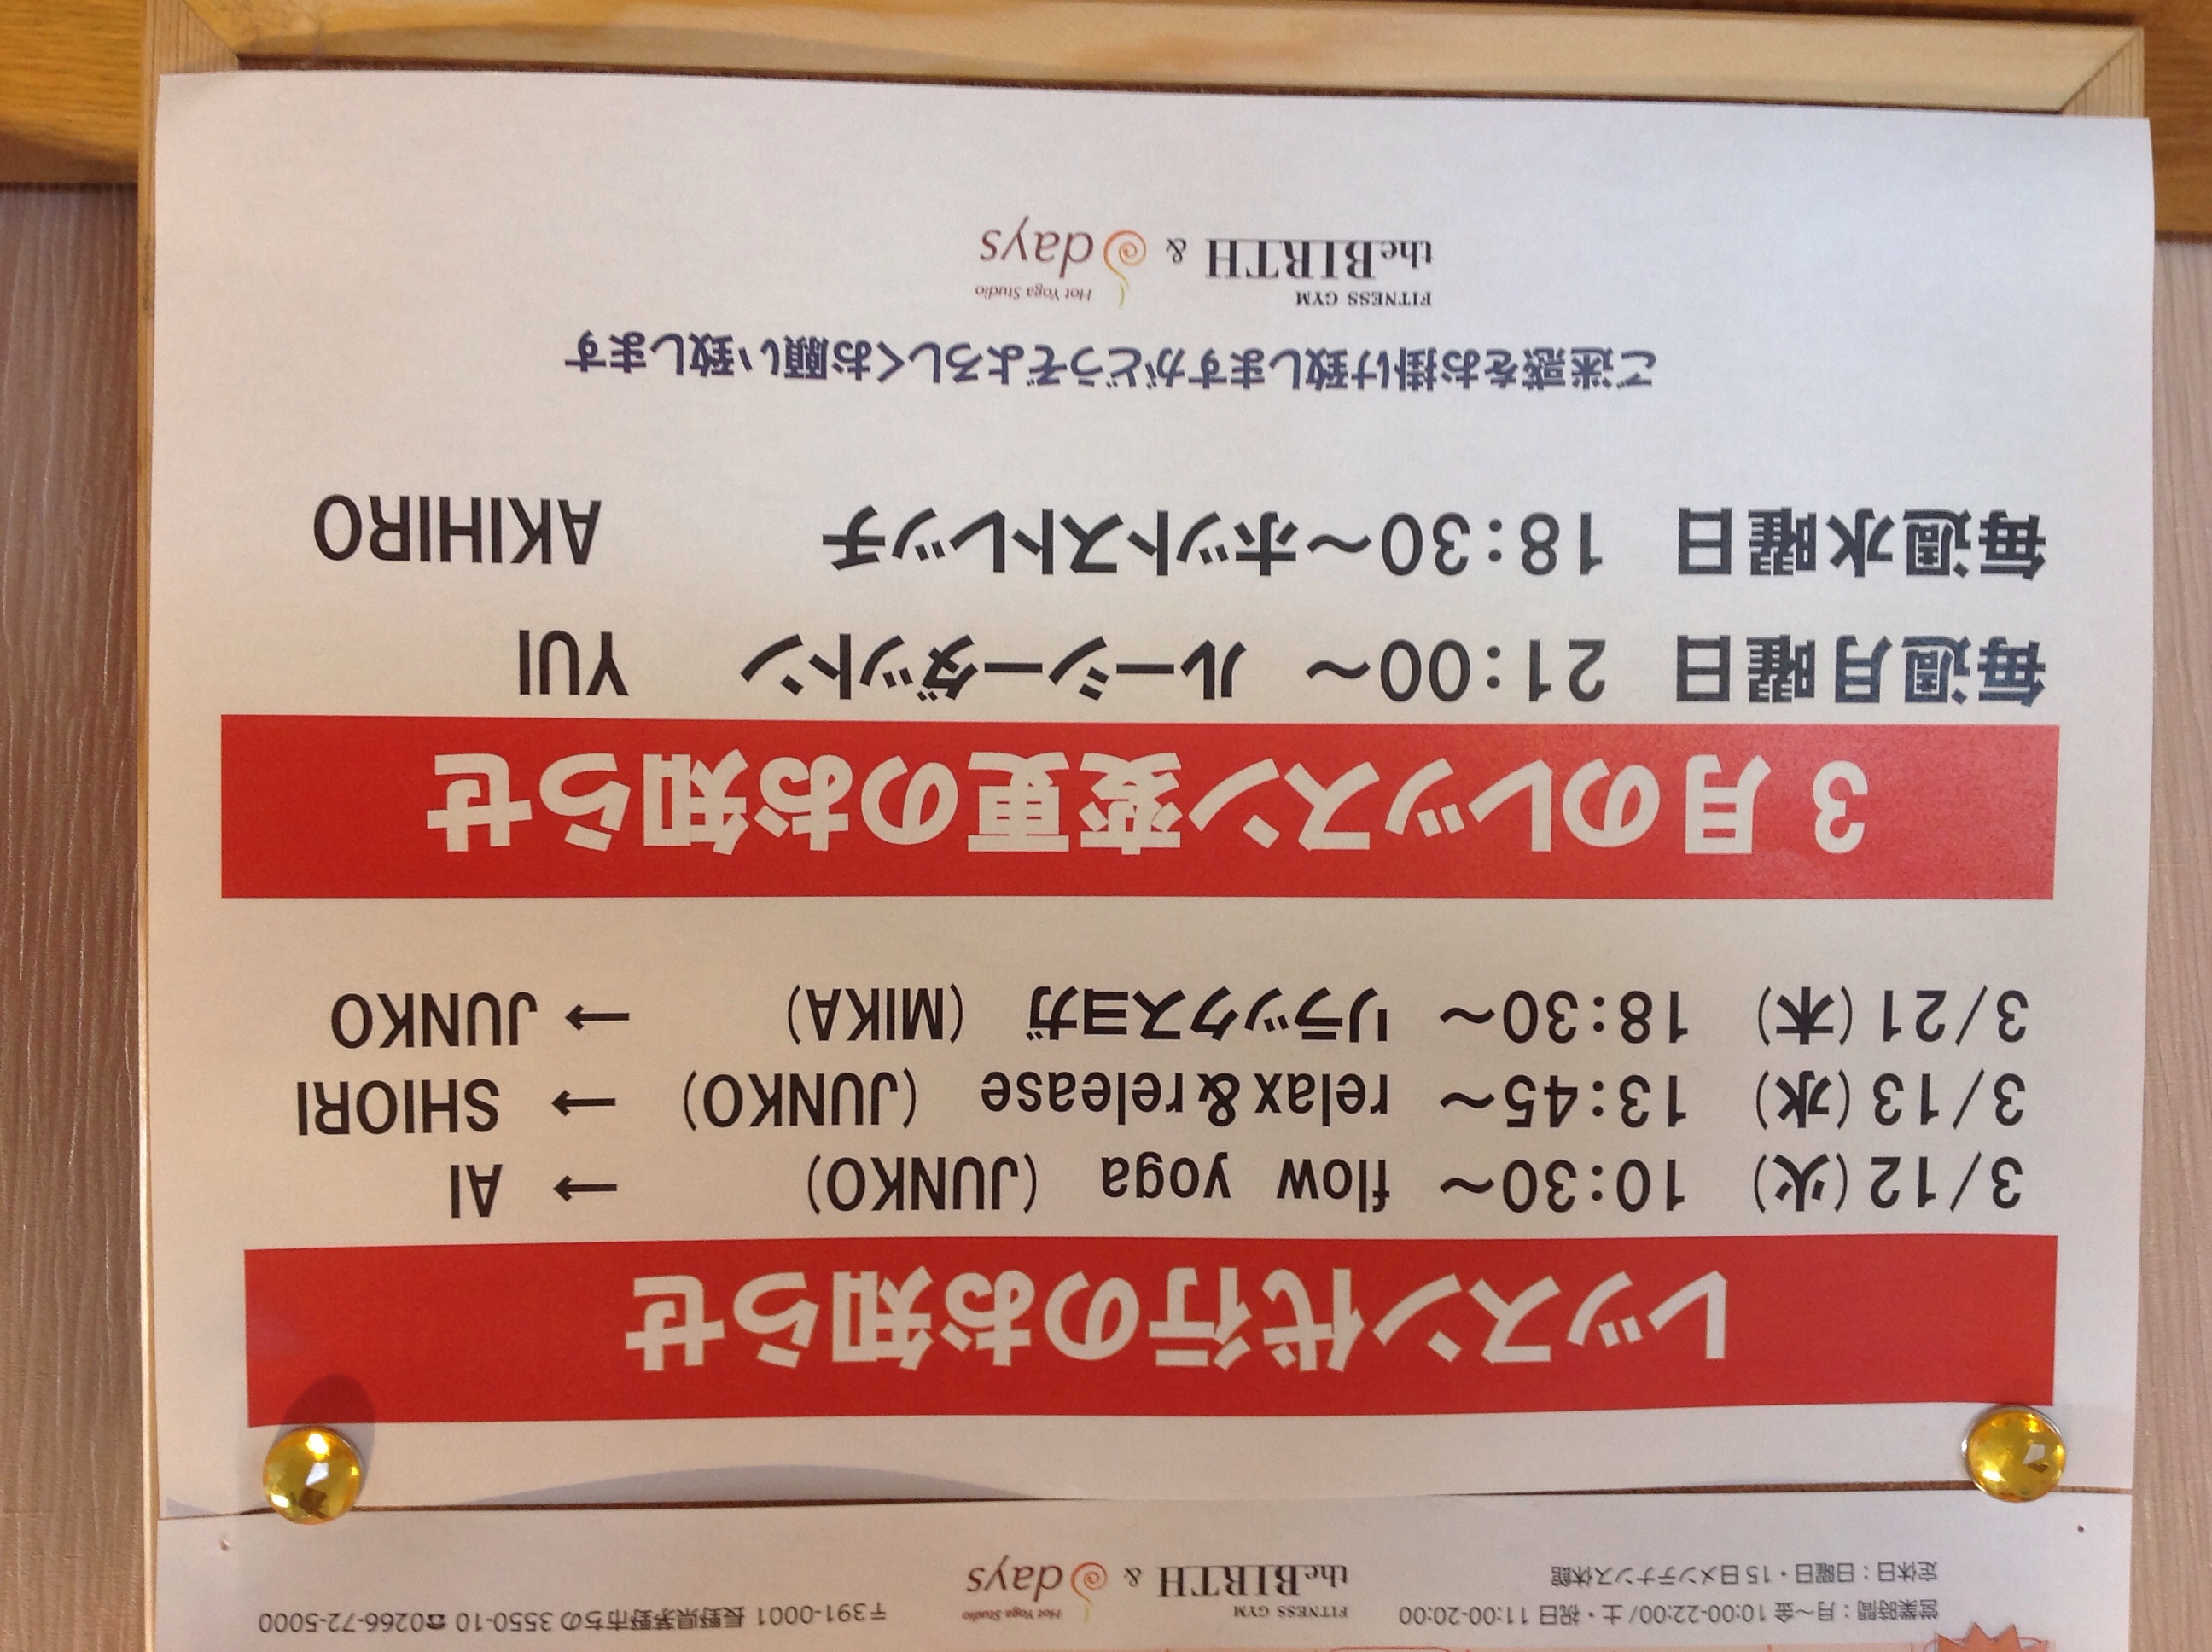 営業時間：月～金 10:00-22:00/ 土・祝日 11:00-20:00
定休日：日曜日・15日メンテナンス休館
FITNESS GYM
theBIRTH & days
Hot Yoga Studio
〒391-0001 長野県茅野市ちの 3550-10 ☎0266-72-5000
レッスン代行のお知らせ
3/12(火) 10:30～ flow yoga (JUNKO) → AI
3/13(水) 13:45～ relax＆release (JUNKO) → SHIORI
3/21(木) 18:30～ リラックスヨガ (MIKA) → JUNKO
３月のレッスン変更のお知らせ
毎週月曜日 21:00～ ルーシーダットン YUI
毎週水曜日 18:30～ホットストレッチ AKIHIRO
ご迷惑をお掛け致しますがどうぞよろしくお願い致します
FITNESS GYM
Hot Yoga Studio
theBIRTH & days